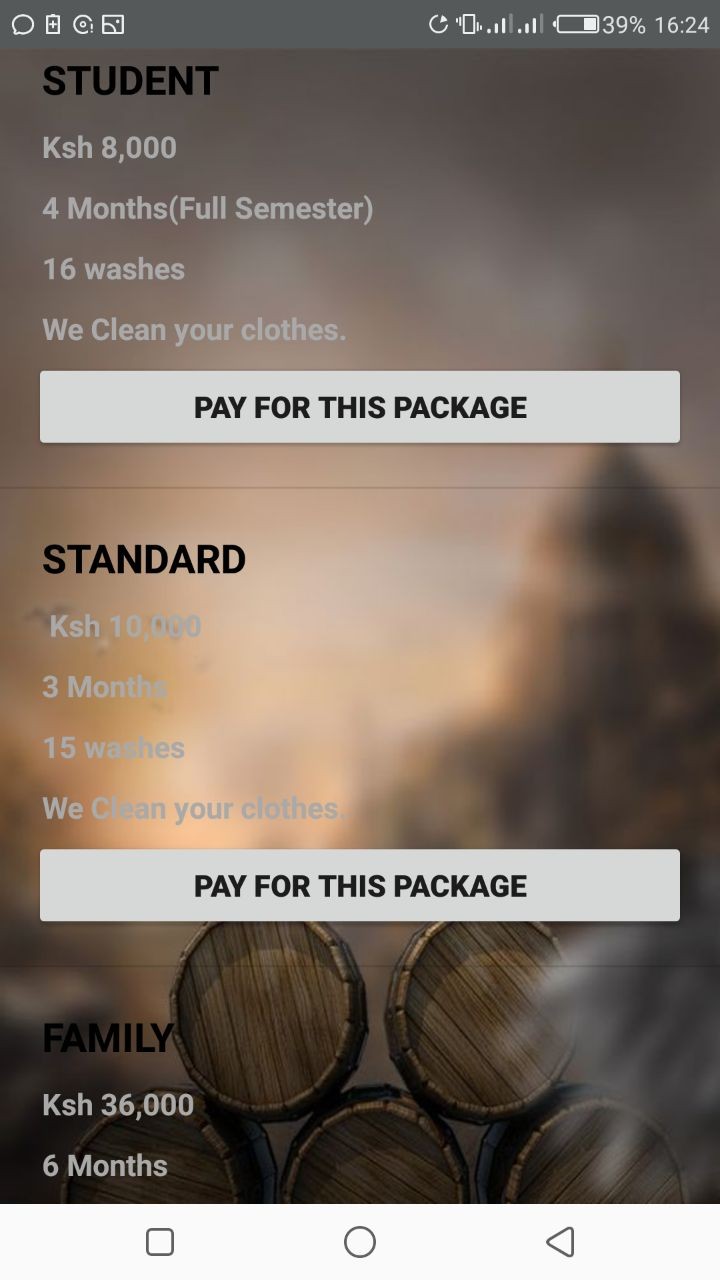 39% 16:24
STUDENT
Ksh 8,000
4 Months(Full Semester)
16 washes
We Clean your clothes.
PAY FOR THIS PACKAGE
STANDARD
Ksh 10,000
3 Months
15 washes
We Clean your clothes.
PAY FOR THIS PACKAGE
FAMILY
Ksh 36,000
6 Months